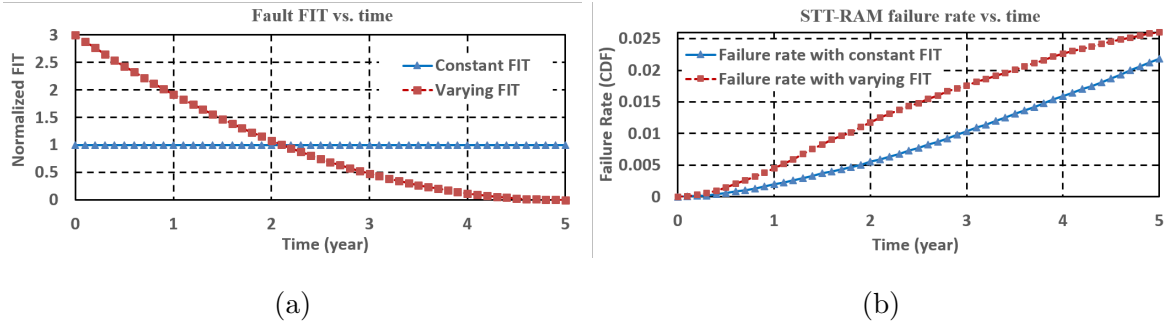 Fault FIT vs. time
Normalized FIT
3
2.5
2
1.5
1
0.5
0
Constant FIT
Varying FIT
0 1 2 3 4 5
Time (year)
(a)
STT-RAM failure rate vs. time
Failure Rate (CDF)
0.025
0.02
0.015
0.01
0.005
0
Failure rate with constant FIT
Failure rate with varying FIT
0 1 2 3 4 5
Time (year)
(b)